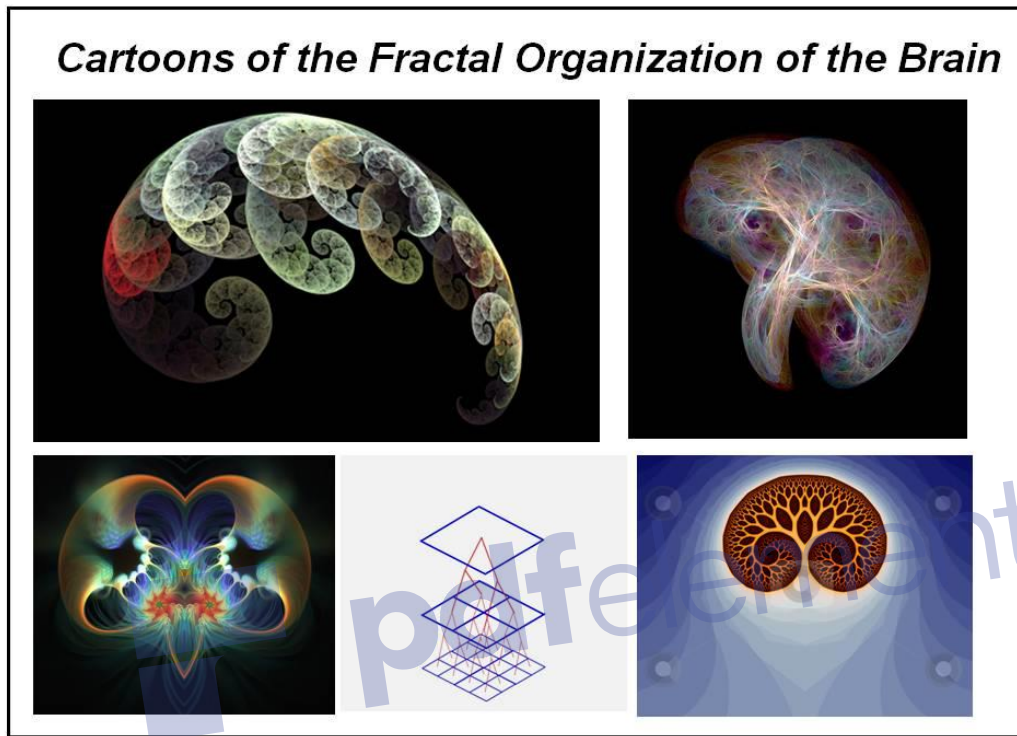 Cartoons of the Fractal Organization of the Brain
pdfelement